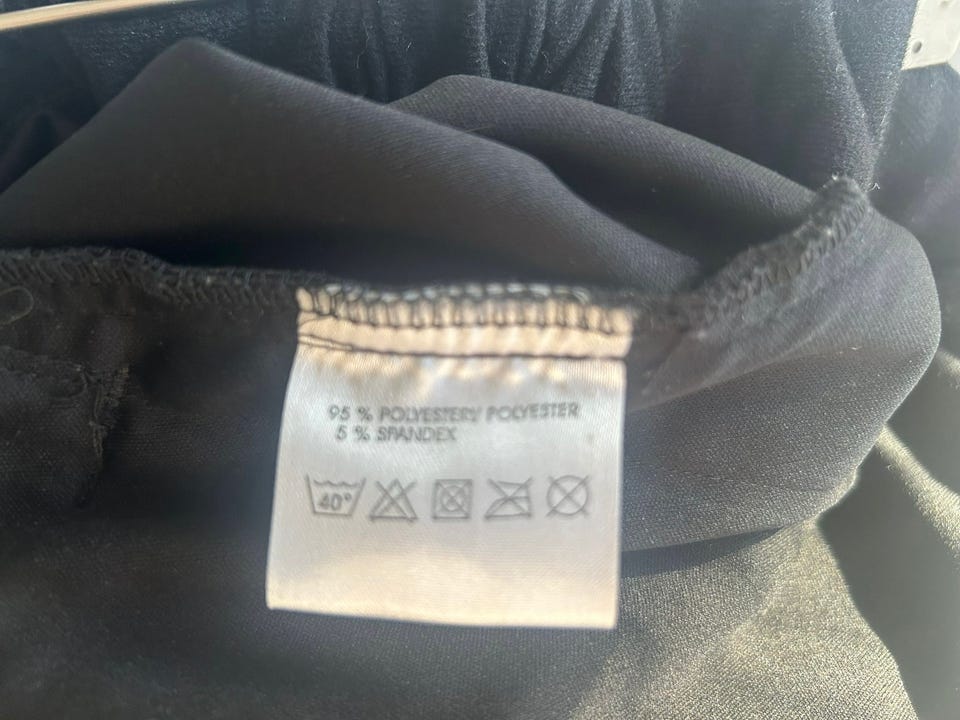 95 % POLYESTER/ POLYESTER
5 % SPANDEX
40°